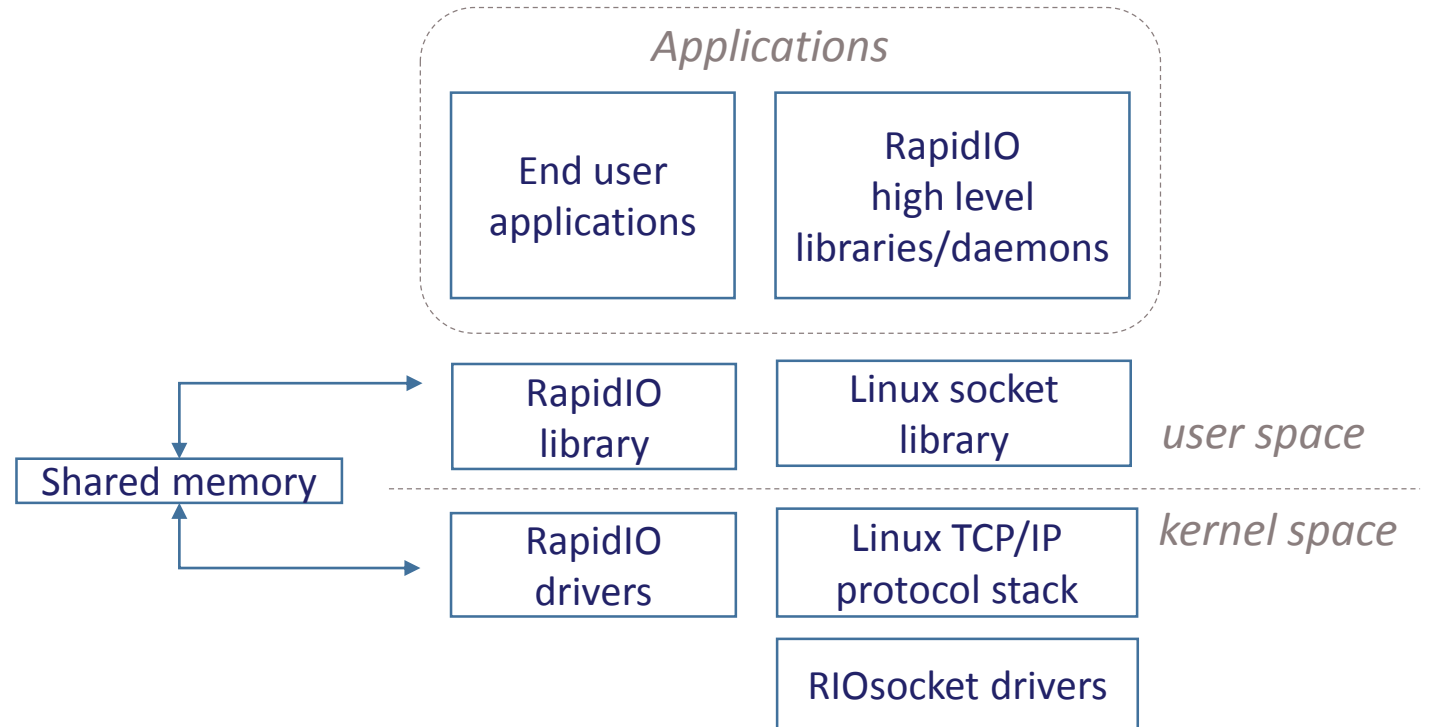 Applications
End user
applications
RapidIO
high level
libraries/daemons
RapidIO
library
Linux socket
library
user space
Shared memory
kernel space
RapidIO
drivers
Linux TCP/IP
protocol stack
RIOsocket drivers